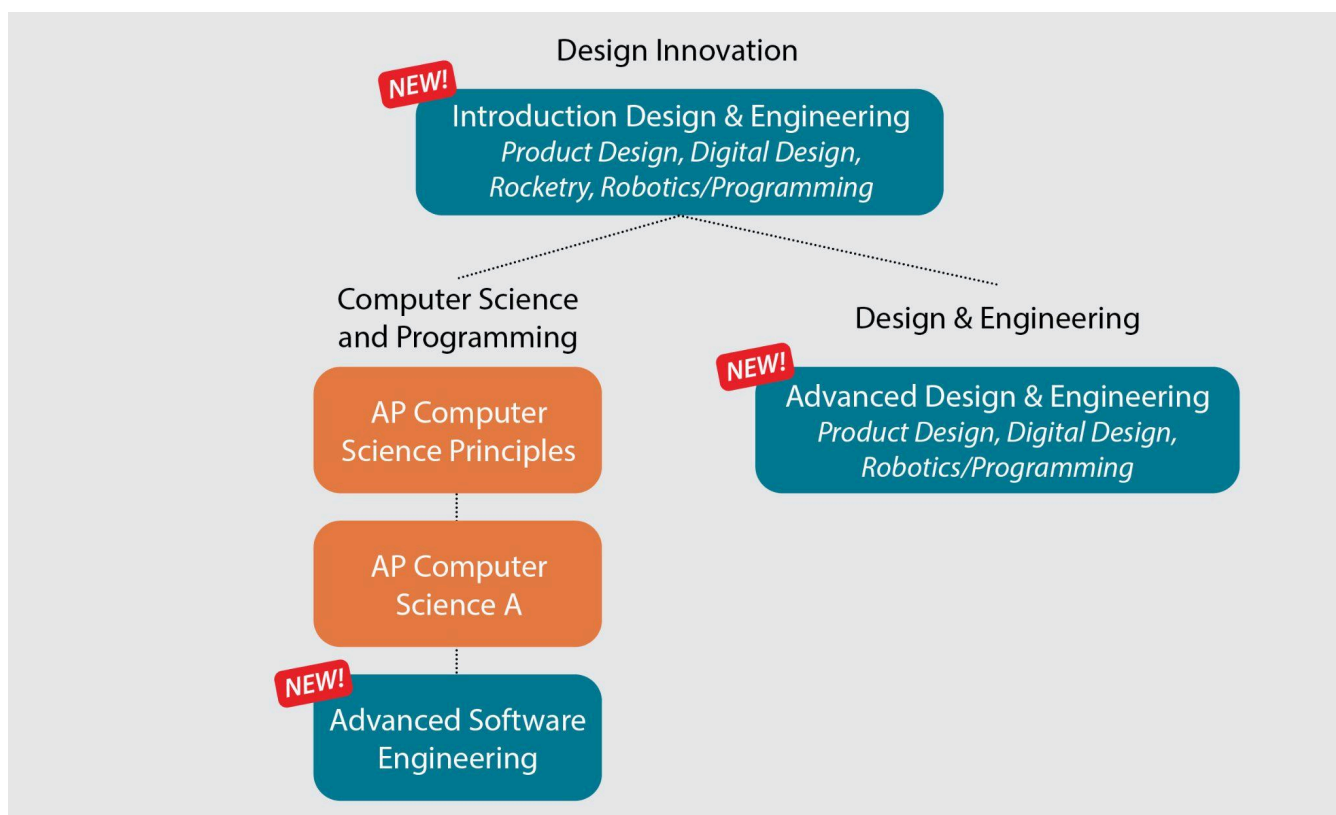 Design Innovation
NEW!
Introduction Design & Engineering
Product Design, Digital Design,
Rocketry, Robotics/Programming
Computer Science
and Programming
AP Computer
Science Principles
AP Computer
Science A
NEW!
Advanced Software
Engineering
Design & Engineering
NEW!
Advanced Design & Engineering
Product Design, Digital Design,
Robotics/Programming